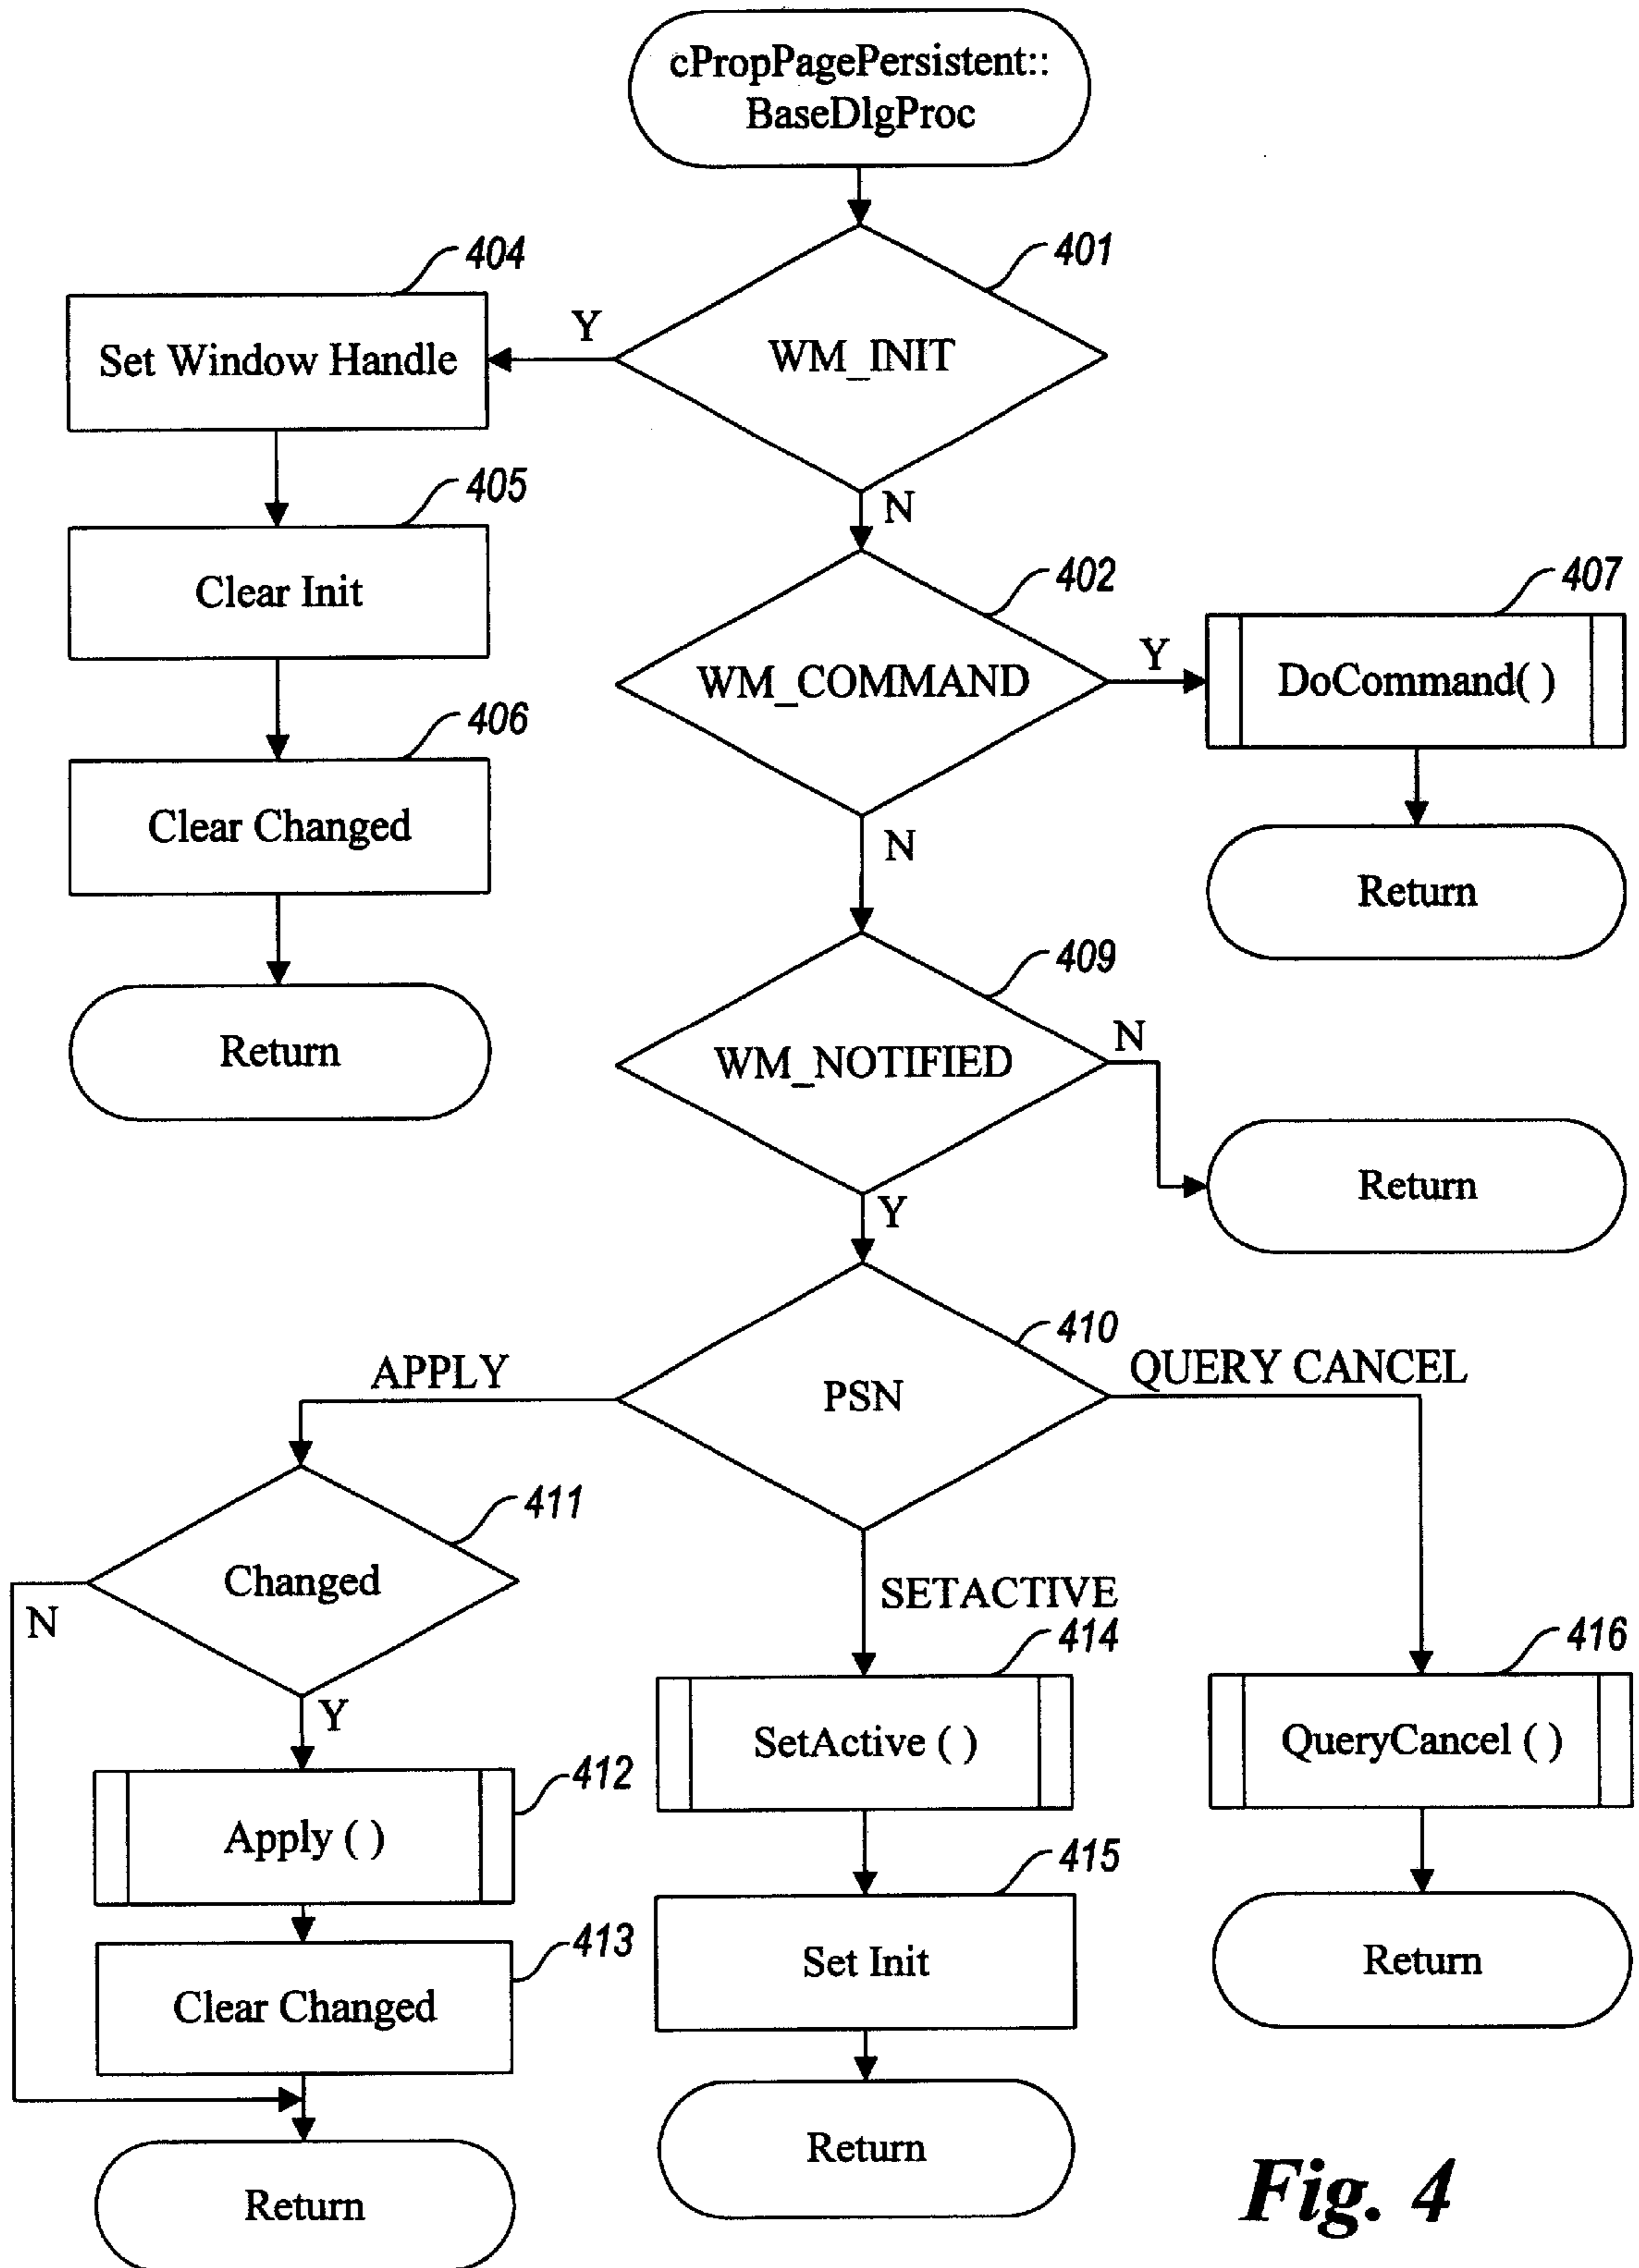 cPropPagePersistent::
BaseDlgProc
401
WM_INIT
Y
N
404
Set Window Handle
405
Clear Init
406
Clear Changed
Return
402
WM_COMMAND
Y
N
407
DoCommand( )
Return
409
WM_NOTIFIED
N
Y
Return
410
PSN
APPLY
QUERY CANCEL
SETACTIVE
411
Changed
N
Y
412
Apply ( )
413
Clear Changed
Return
414
SetActive ( )
415
Set Init
Return
416
QueryCancel ( )
Return
Fig. 4